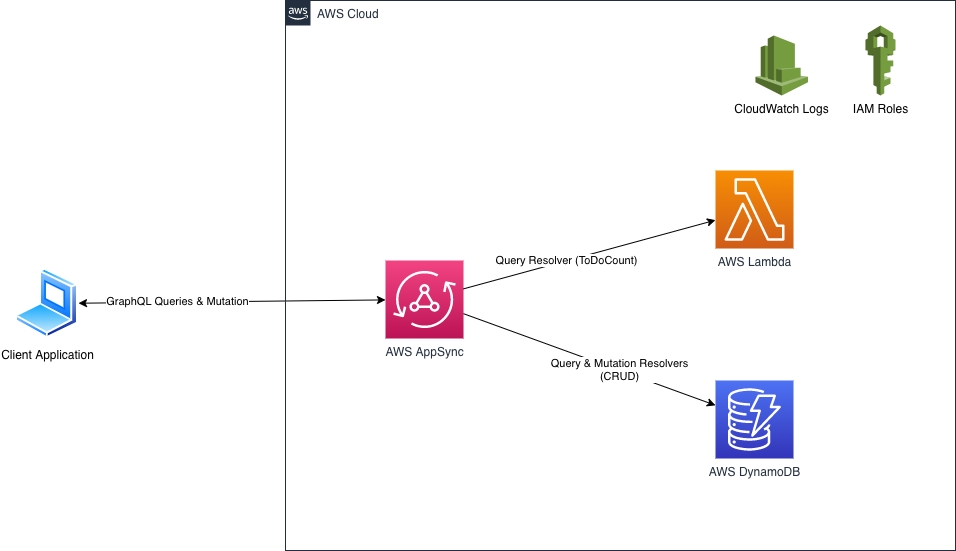 aws
AWS Cloud
CloudWatch Logs
IAM Roles
AWS Lambda
Query Resolver (ToDoCount)
GraphQL Queries & Mutation
Client Application
AWS AppSync
Query & Mutation Resolvers
(CRUD)
AWS DynamoDB